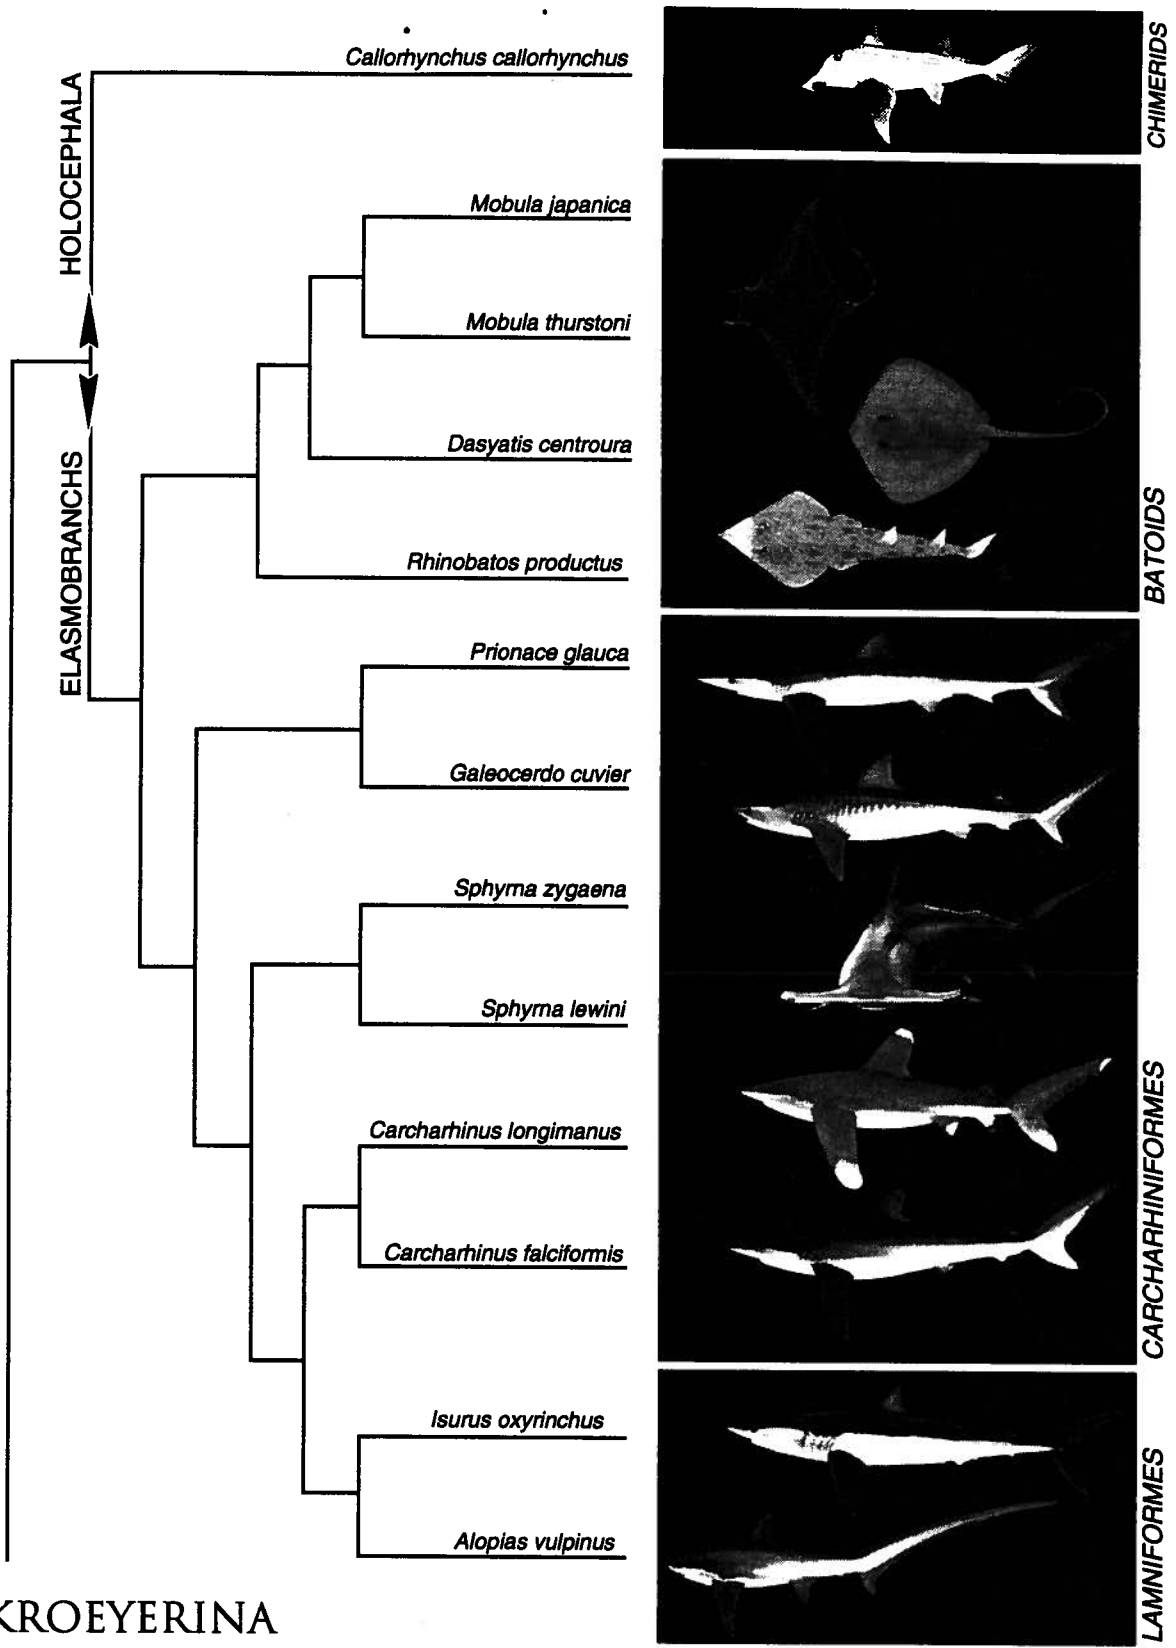 Callorhynchus callorhynchus
CHIMERIDS
HOLOCEPHALA
Mobula japanica
Mobula thurstoni
Dasyatis centroura
ELASMOBRANCHS
BATOIDS
Rhinobatos productus
Prionace glauca
Galeocerdo cuvier
Sphyrna zygaena
Sphyrna lewini
Carcharhinus longimanus
CARCHARHINIFORMES
Carcharhinus falciformis
Isurus oxyrinchus
Alopias vulpinus
LAMNIFORMES
KROEYERINA